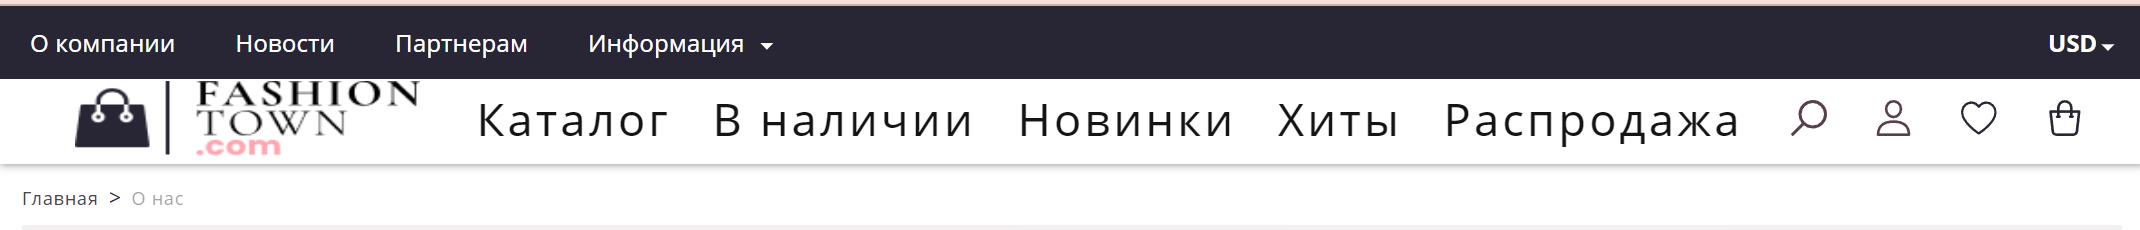 О компании Новости Партнерам Информация USD
FASHION
TOWN
.com
Каталог В наличии Новинки Хиты Распродажа
Главная > О нас